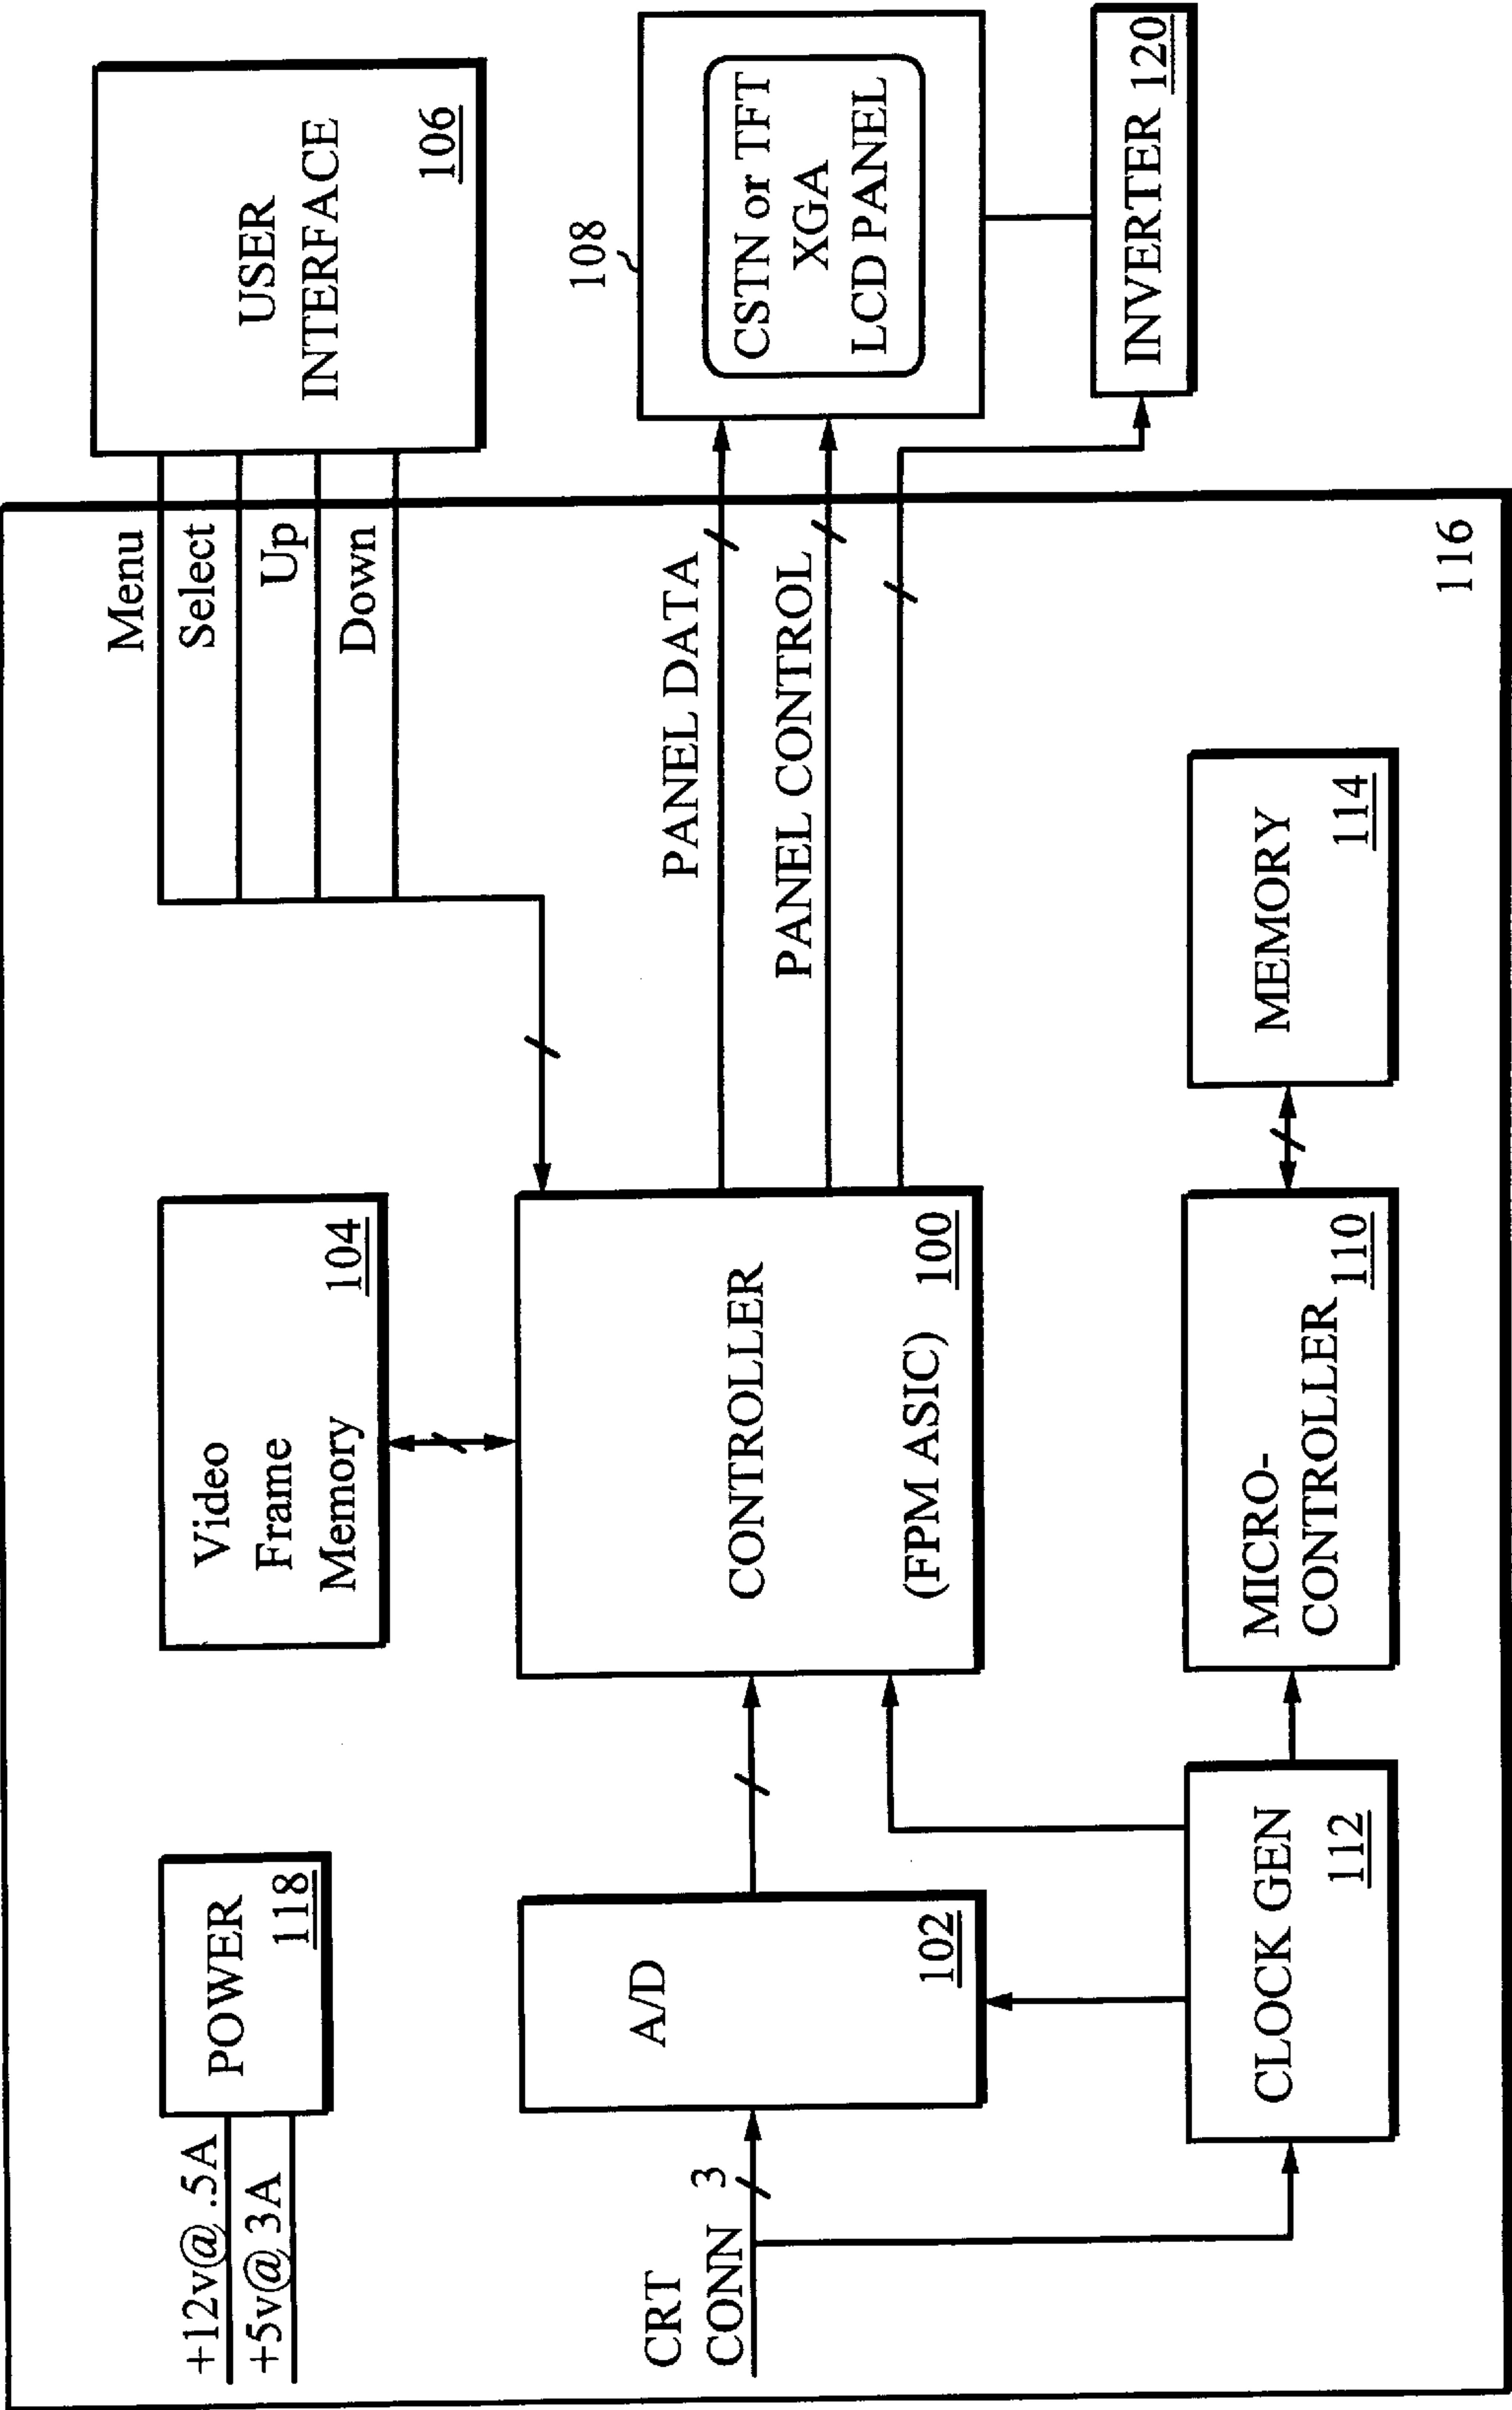 +12v@ .5A
+5v@ 3A
POWER
118
Video
Frame
Memory
104
Menu
Select
Up
Down
USER
INTERFACE
106
CRT
CONN
3
A/D
102
CONTROLLER
(FPM ASIC)
100
PANEL DATA
PANEL CONTROL
108
CSTN or TFT
XGA
LCD PANEL
CLOCK GEN
112
MICRO-
CONTROLLER
110
MEMORY
114
INVERTER
120
116